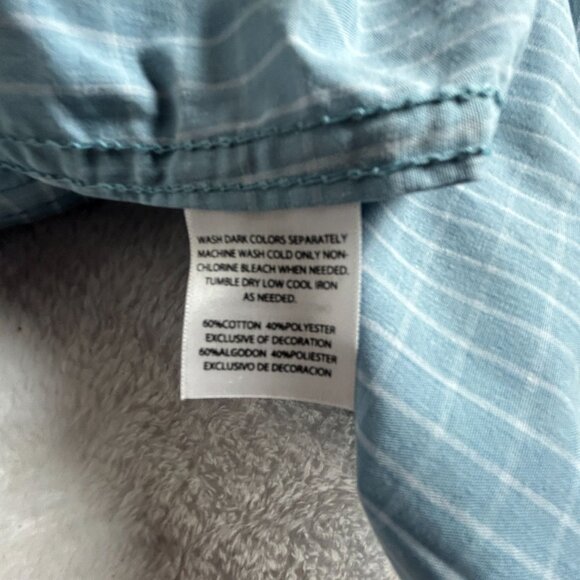 WASH DARK COLORS SEPARATELY
MACHINE WASH COLD ONLY NON-
CHLORINE BLEACH WHEN NEEDED.
TUMBLE DRY LOW COOL IRON
AS NEEDED.
60%COTTON 40%POLYESTER
EXCLUSIVE OF DECORATION
60%ALGODON 40%POLIESTER
EXCLUSIVO DE DECORACION